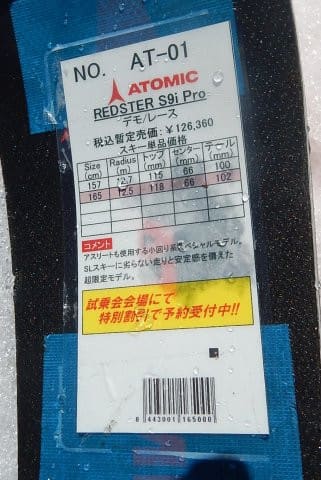 NO. AT-01
ATOMIC
REDSTER S9i Pro
デモ/レース
税込暫定売価：￥126,360
スキー単品価格
Size (cm) Radius (m) トップ (mm) センター (mm) テール (mm)
157 12.7 115 66 100
165 12.5 118 66 102
コメント
アスリートも使用する小回り系スペシャルモデル。
SLスキーに劣らない走りと安定感を備えた
超限定モデル。
試乗会会場にて
特別割引で予約受付中!!
0 443001 165000